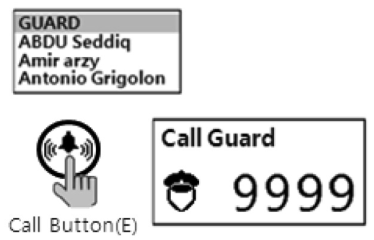 GUARD
ABDU Seddiq
Amir arzy
Antonio Grigolon
Call Guard
9999
Call Button(E)